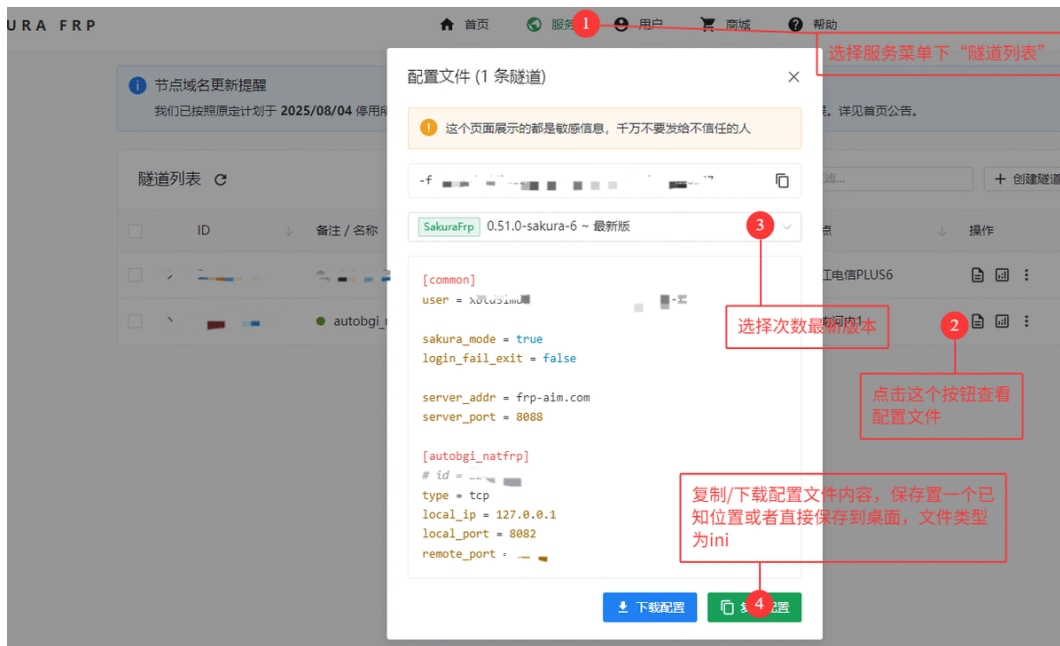 URA FRP
首页
服务
1
用户
商城
帮助
选择服务菜单下“隧道列表”
节点域名更新提醒
我们已按照原定计划于 2025/08/04 停用
详见首页公告。
配置文件 (1 条隧道)
这个页面展示的都是敏感信息，千万不要发给不信任的人
隧道列表
创建隧道
-f
SakuraFrp 0.51.0-sakura-6 ~ 最新版
3
ID
备注 / 名称
点
操作
江电信PLUS6
autobgi_
2
[common]
user =
sakura_mode = true
login_fail_exit = false
server_addr = frp-aim.com
server_port = 8088
[autobgi_natfrp]
# id =
type = tcp
local_ip = 127.0.0.1
local_port = 8082
remote_port =
选择次数最新版本
点击这个按钮查看
配置文件
复制/下载配置文件内容，保存置一个已
知位置或者直接保存到桌面，文件类型
为ini
下载配置
4
置